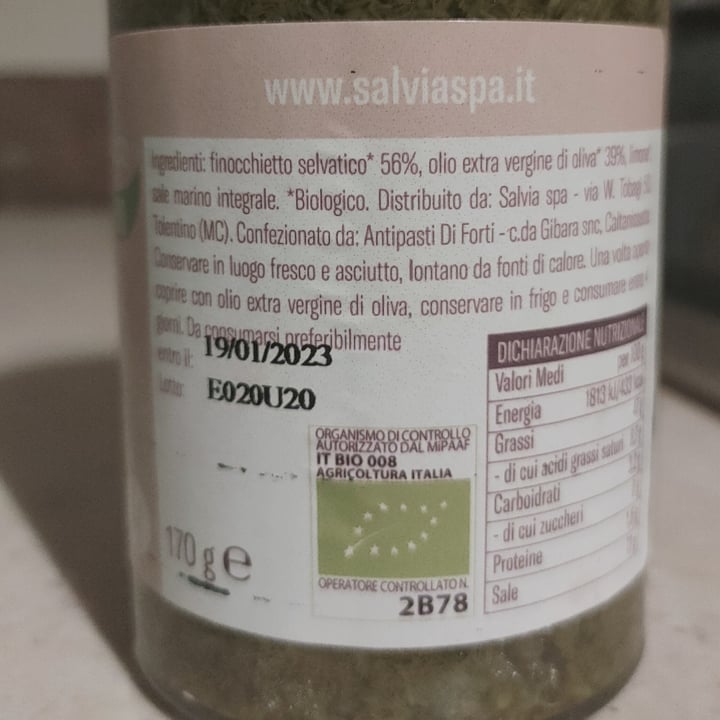 www.salviaspa.it
Ingredienti: finocchietto selvatico* 56%, olio extra vergine di oliva* 39%,
sale marino integrale. *Biologico. Distribuito da: Salvia spa - via W. Tobagi
Tolentino (MC). Confezionato da: Antipasti Di Forti - c.da Gibara snc,
Conservare in luogo fresco e asciutto, lontano da fonti di calore. Una volta
coprire con olio extra vergine di oliva, conservare in frigo e consumare
giorni. Da consumarsi preferibilmente
entro il: 19/01/2023
E020U20
ORGANISMO DI CONTROLLO
AUTORIZZATO DAL MIPAAF
IT BIO 008
AGRICOLTURA ITALIA
OPERATORE CONTROLLATO N.
2B78
170 g e
DICHIARAZIONE NUTRIZIONALE
Valori Medi per
Energia 1813 kJ/433
Grassi
- di cui acidi grassi saturi
Carboidrati
- di cui zuccheri
Proteine
Sale